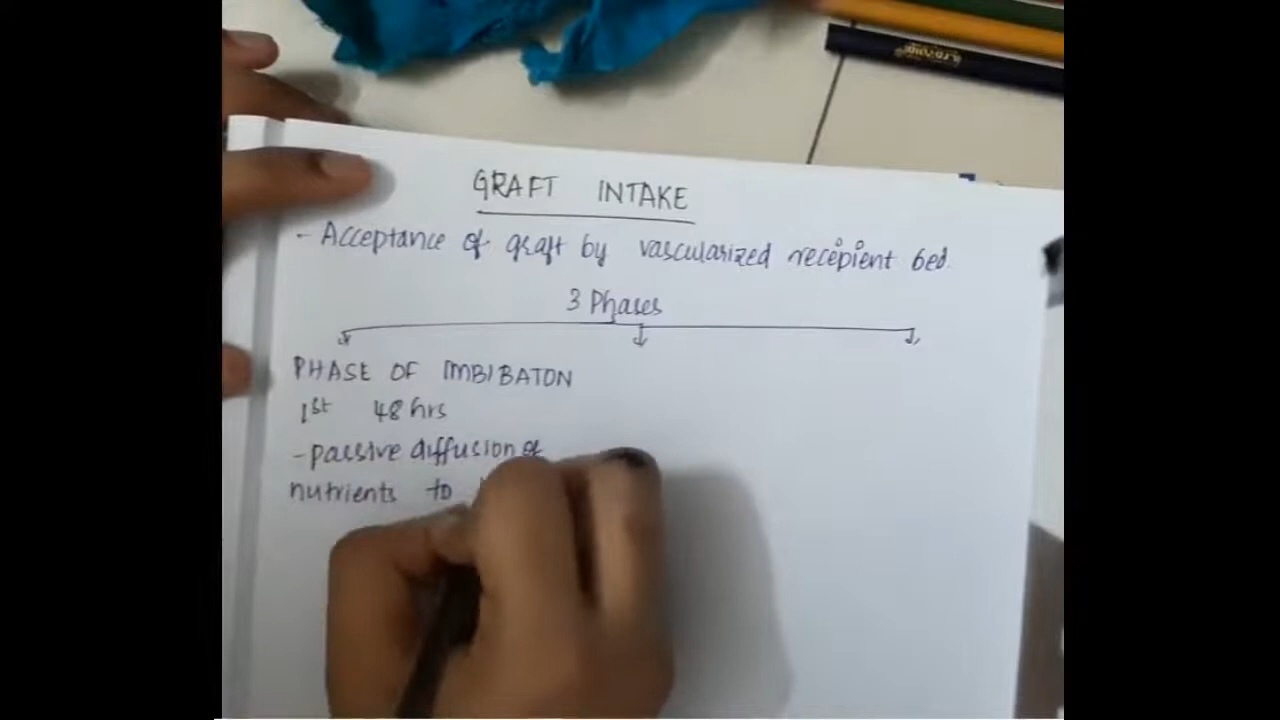 GRAFT INTAKE
- Acceptance of graft by vascularized recipient bed.
3 Phases
PHASE OF IMBIBATON
1st 48 hrs
- passive diffusion of
nutrients to